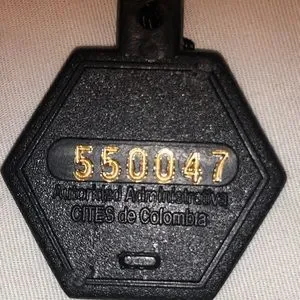 550047
Autoridad Administrativa
CITES de Colombia